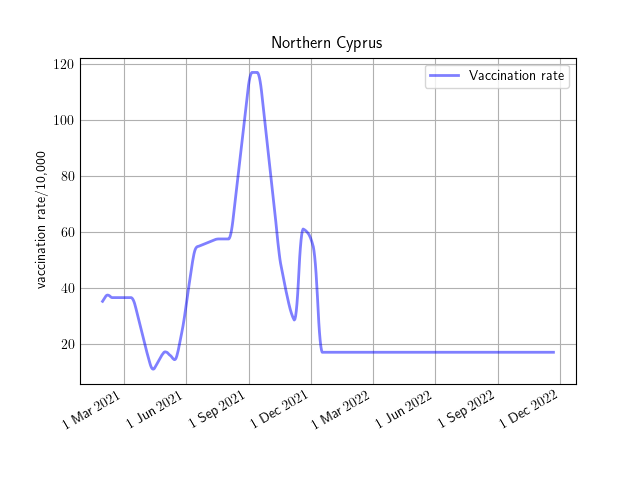 Northern Cyprus
Vaccination rate
vaccination rate/10,000
120
100
80
60
40
20
1 Mar 2021
1 Jun 2021
1 Sep 2021
1 Dec 2021
1 Mar 2022
1 Jun 2022
1 Sep 2022
1 Dec 2022